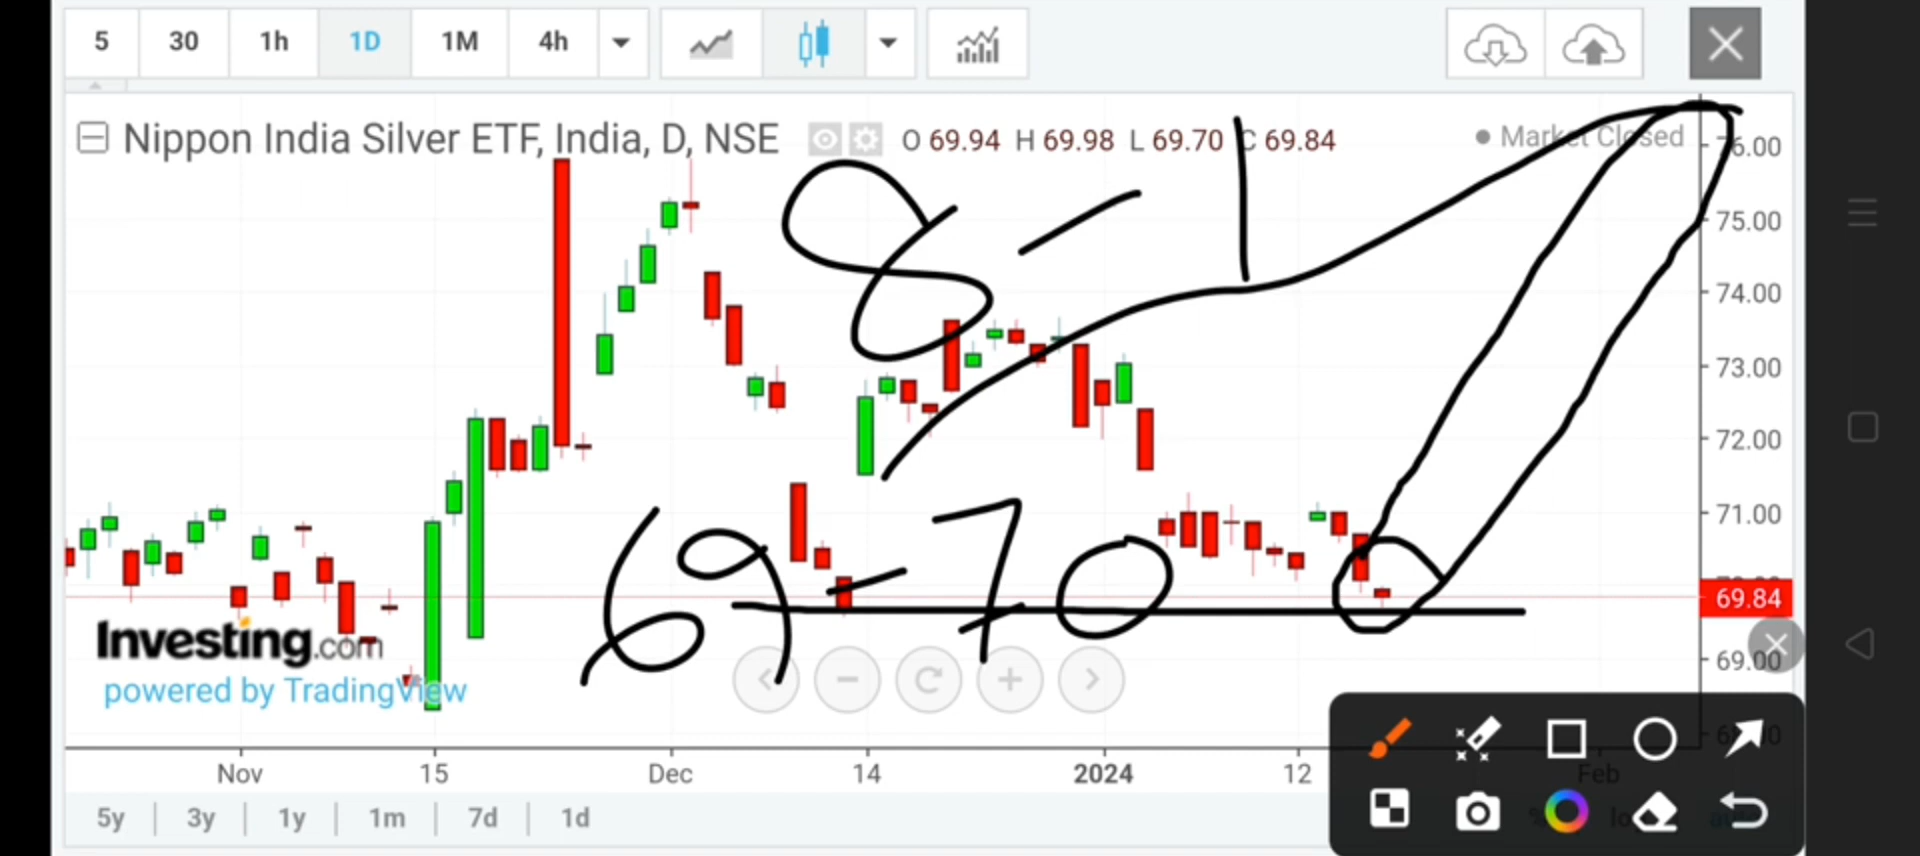 5 30 1h 1D 1M 4h
Nippon India Silver ETF, India, D, NSE O 69.94 H 69.98 L 69.70 C 69.84 Market Closed
76.00
75.00
74.00
73.00
72.00
71.00
69.84
69.00
8-1
69-70
Investing.com
powered by TradingView
Nov 15 Dec 14 2024 12 Feb
5y 3y 1y 1m 7d 1d